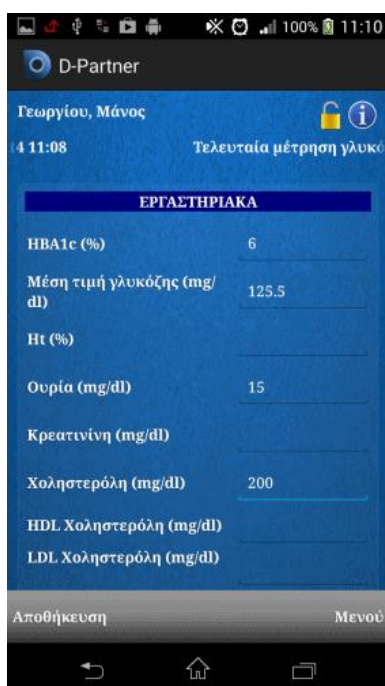 100% 11:10
D-Partner
Γεωργίου, Μάνος
4 11:08 Τελευταία μέτρηση γλυκό
ΕΡΓΑΣΤΗΡΙΑΚΑ
HBA1c (%) 6
Μέση τιμή γλυκόζης (mg/
dl) 125.5
Ht (%)
Ουρία (mg/dl) 15
Κρεατινίνη (mg/dl)
Χοληστερόλη (mg/dl) 200
HDL Χοληστερόλη (mg/dl)
LDL Χοληστερόλη (mg/dl)
Αποθήκευση Μενού